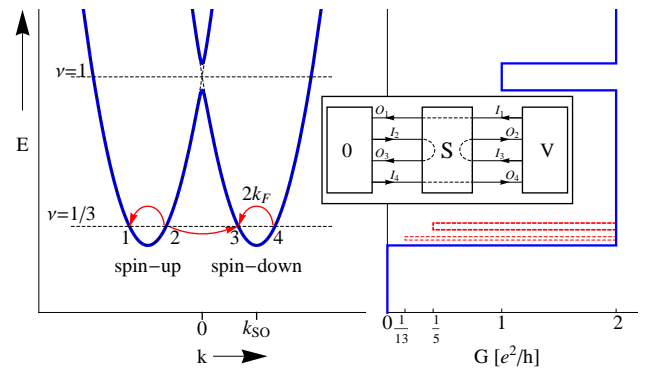 ν=1
E
ν=1/3
2k_F
1 2 3 4
spin−up spin−down
0 k_SO
k
O_1 I_1
I_2 O_2
0 S V
O_3 I_3
I_4 O_4
0 1/13 1/5 1 2
G [e²/h]